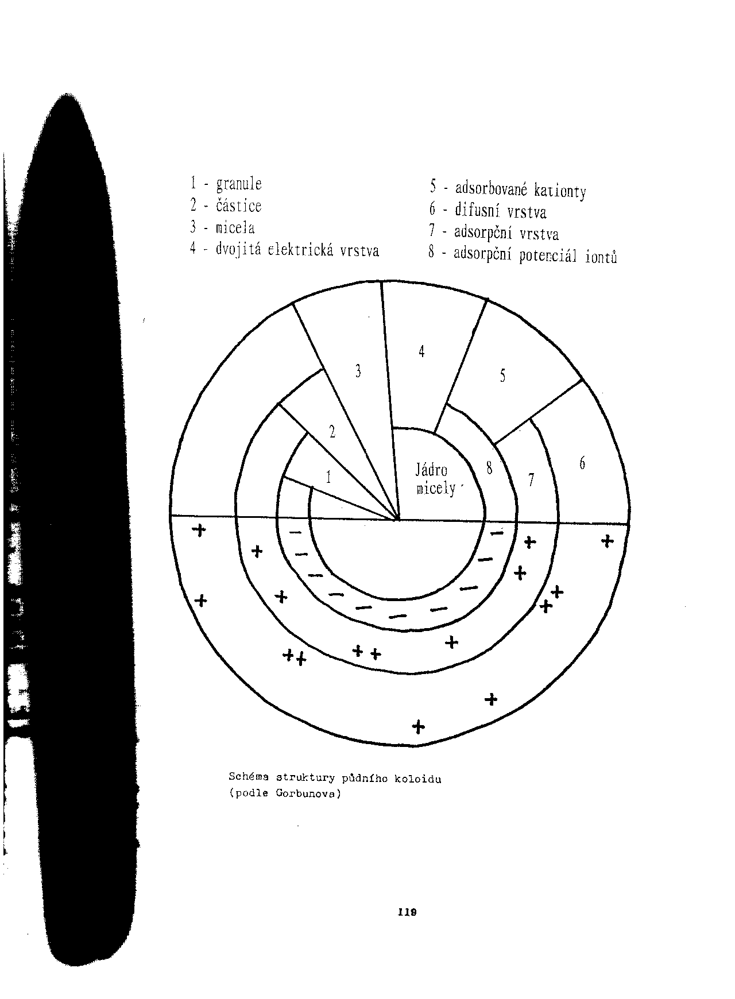 1 - granule
2 - částice
3 - micela
4 - dvojitá elektrická vrstva
5 - adsorbované kationty
6 - difusní vrstva
7 - adsorpční vrstva
8 - adsorpční potenciál iontů
3
4
5
2
1
Jádro
micely
8
7
6
Schéma struktury půdního koloidu
(podle Gorbunova)
119